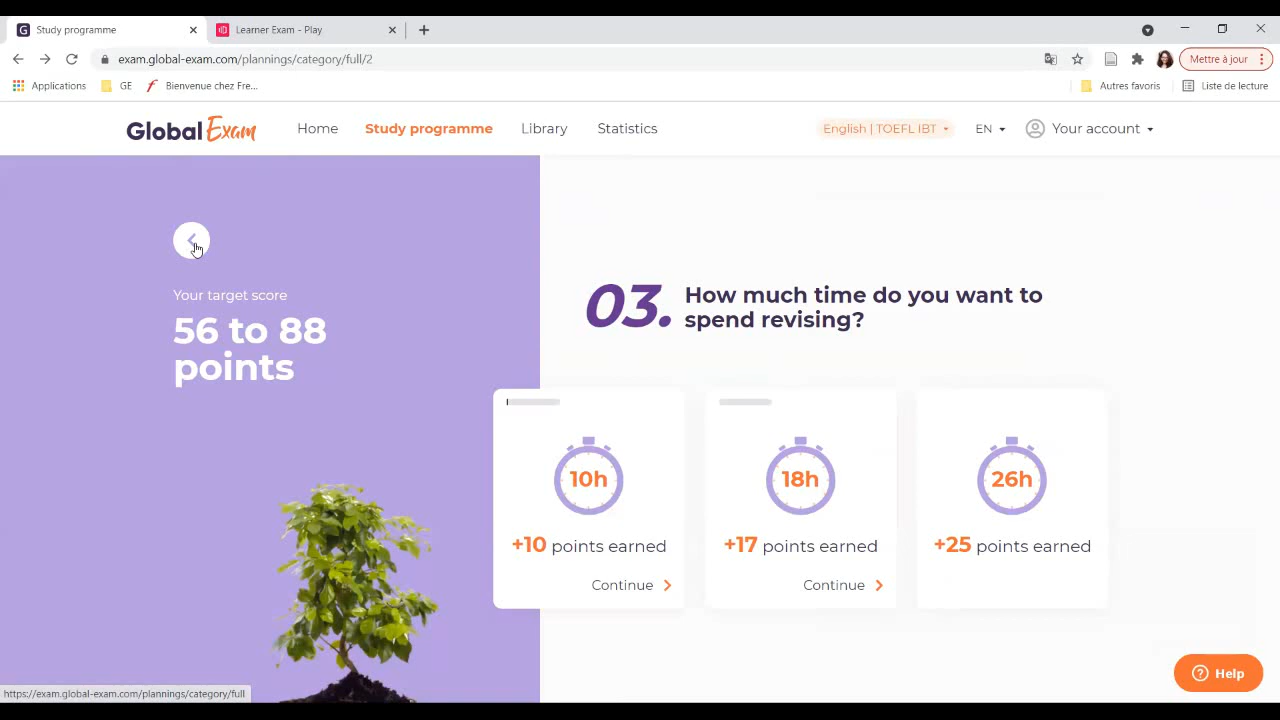 Study programme
Learner Exam - Play
exam.global-exam.com/plannings/category/full/2
Mettre à jour
Applications
GE
Bienvenue chez Fre...
Autres favoris
Liste de lecture
Global Exam
Home
Study programme
Library
Statistics
English | TOEFL IBT
EN
Your account
Your target score
56 to 88
points
03.
How much time do you want to
spend revising?
10h
18h
26h
+10 points earned
+17 points earned
+25 points earned
Continue
Continue
Help
https://exam.global-exam.com/plannings/category/full